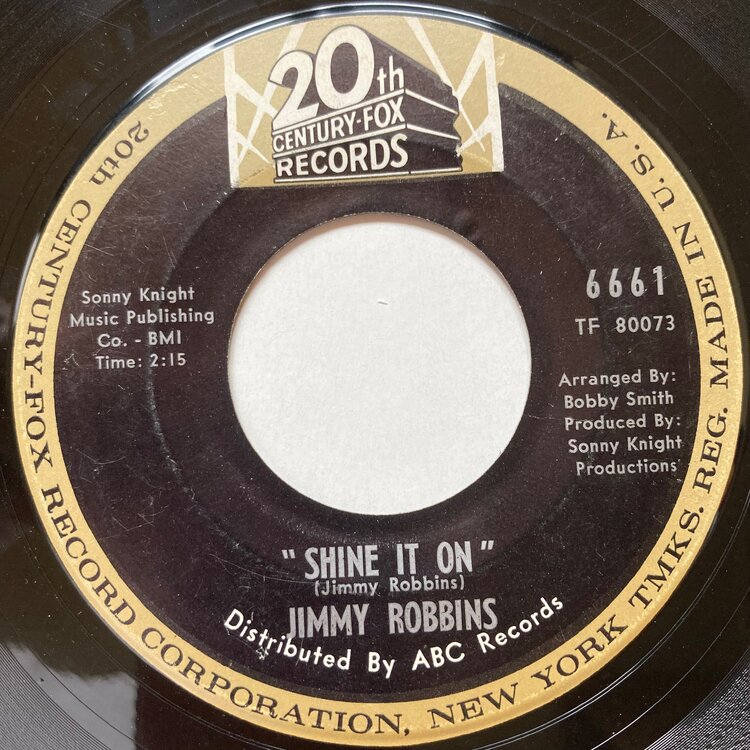 20th
CENTURY-FOX
RECORDS
Sonny Knight
Music Publishing
Co. - BMI
Time: 2:15
6661
TF 80073
Arranged By:
Bobby Smith
Produced By:
Sonny Knight
Productions
"SHINE IT ON"
(Jimmy Robbins)
JIMMY ROBBINS
Distributed By ABC Records
20th CENTURY-FOX RECORD CORPORATION, NEW YORK TMKS. REG. MADE IN U.S.A.